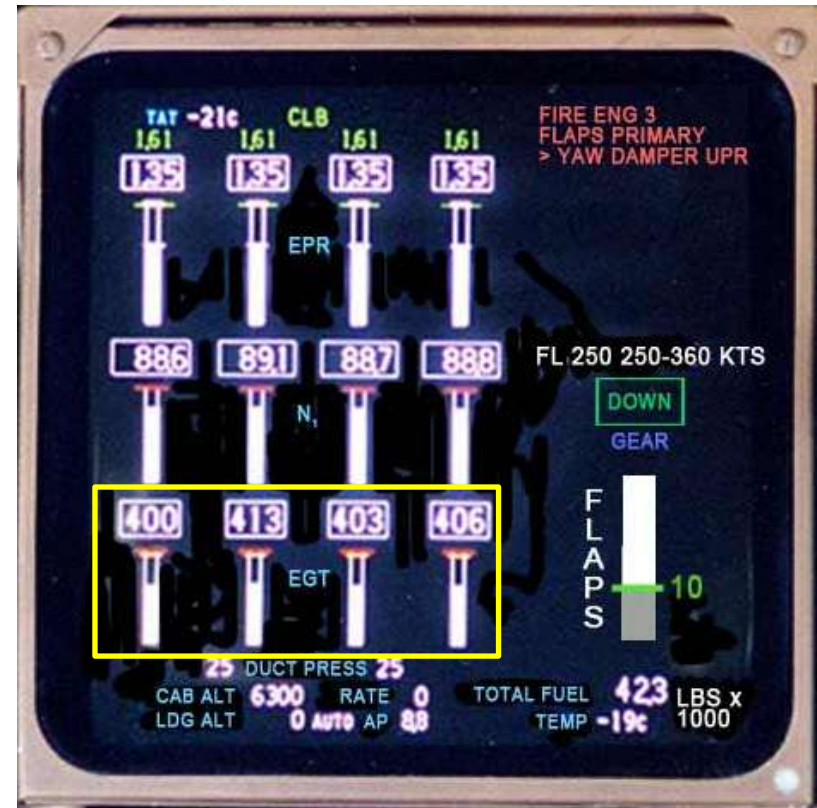 TAT -21c CLB
1,61 1,61 1,61 1,61
1,35 1,35 1,35 1,35
EPR
FIRE ENG 3
FLAPS PRIMARY
> YAW DAMPER UPR
88,6 89,1 88,7 88,8
N1
FL 250 250-360 KTS
DOWN
GEAR
400 413 403 406
EGT
FLAPS
10
25 DUCT PRESS 25
CAB ALT 6300 RATE 0
LDG ALT 0 AUTO AP 8,8
TOTAL FUEL 42,3 LBS x
TEMP -19c 1000